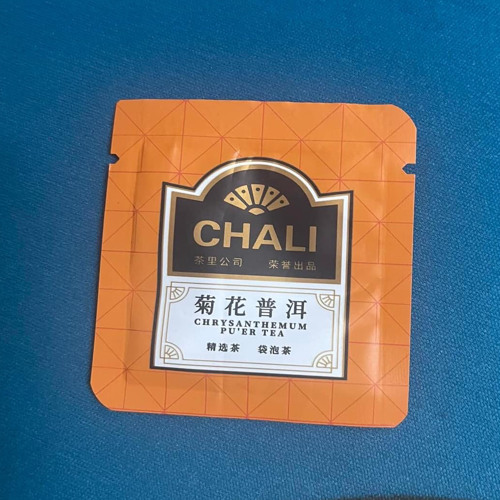 CHALI
茶里公司 荣誉出品
菊花普洱
CHRYSANTHEMUM
PU'ER TEA
精选茶 袋泡茶